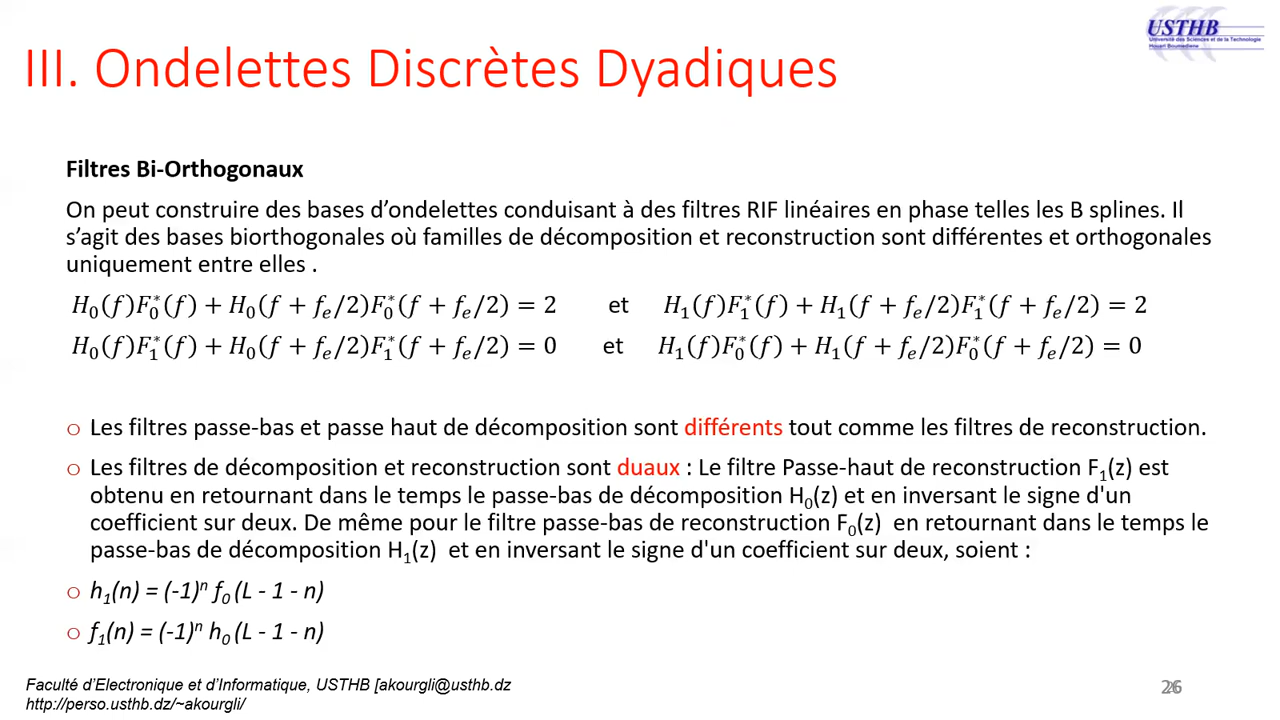 USTHB
Université des Sciences et de la Technologie
Houari Boumediene
III. Ondelettes Discrètes Dyadiques
Filtres Bi-Orthogonaux
On peut construire des bases d’ondelettes conduisant à des filtres RIF linéaires en phase telles les B splines. Il
s’agit des bases biorthogonales où familles de décomposition et reconstruction sont différentes et orthogonales
uniquement entre elles .
H₀(f)F₀*(f) + H₀(f + fₑ/2)F₀*(f + fₑ/2) = 2 et H₁(f)F₁*(f) + H₁(f + fₑ/2)F₁*(f + fₑ/2) = 2
H₀(f)F₁*(f) + H₀(f + fₑ/2)F₁*(f + fₑ/2) = 0 et H₁(f)F₀*(f) + H₁(f + fₑ/2)F₀*(f + fₑ/2) = 0
o Les filtres passe-bas et passe haut de décomposition sont différents tout comme les filtres de reconstruction.
o Les filtres de décomposition et reconstruction sont duaux : Le filtre Passe-haut de reconstruction F₁(z) est
obtenu en retournant dans le temps le passe-bas de décomposition H₀(z) et en inversant le signe d'un
coefficient sur deux. De même pour le filtre passe-bas de reconstruction F₀(z) en retournant dans le temps le
passe-bas de décomposition H₁(z) et en inversant le signe d'un coefficient sur deux, soient :
o h₁(n) = (-1)ⁿ f₀ (L - 1 - n)
o f₁(n) = (-1)ⁿ h₀ (L - 1 - n)
Faculté d’Electronique et d’Informatique, USTHB [akourgli@usthb.dz
http://perso.usthb.dz/~akourgli/
26